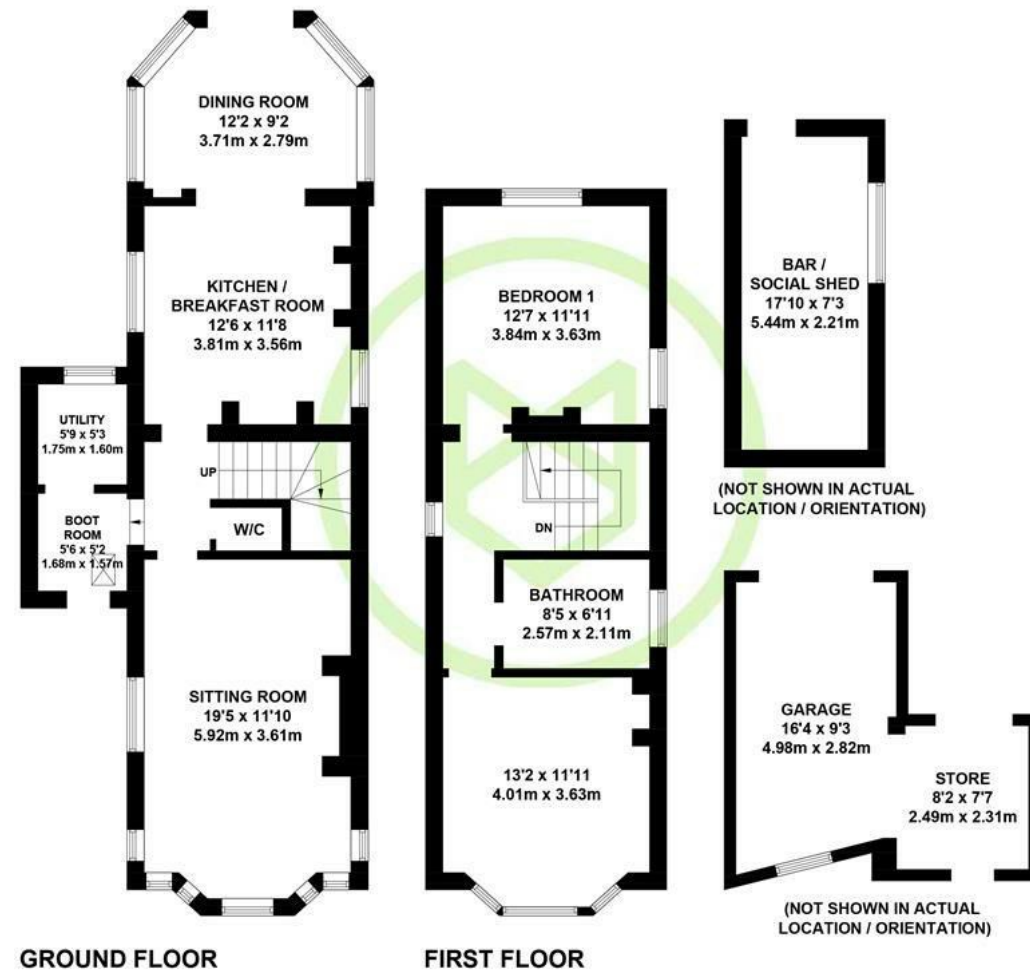 DINING ROOM
12'2 x 9'2
3.71m x 2.79m
KITCHEN /
BREAKFAST ROOM
12'6 x 11'8
3.81m x 3.56m
UTILITY
5'9 x 5'3
1.75m x 1.60m
UP
BOOT
ROOM
5'6 x 5'2
1.68m x 1.57m
W/C
SITTING ROOM
19'5 x 11'10
5.92m x 3.61m
GROUND FLOOR
BEDROOM 1
12'7 x 11'11
3.84m x 3.63m
DN
BATHROOM
8'5 x 6'11
2.57m x 2.11m
13'2 x 11'11
4.01m x 3.63m
FIRST FLOOR
BAR /
SOCIAL SHED
17'10 x 7'3
5.44m x 2.21m
(NOT SHOWN IN ACTUAL
LOCATION / ORIENTATION)
GARAGE
16'4 x 9'3
4.98m x 2.82m
STORE
8'2 x 7'7
2.49m x 2.31m
(NOT SHOWN IN ACTUAL
LOCATION / ORIENTATION)